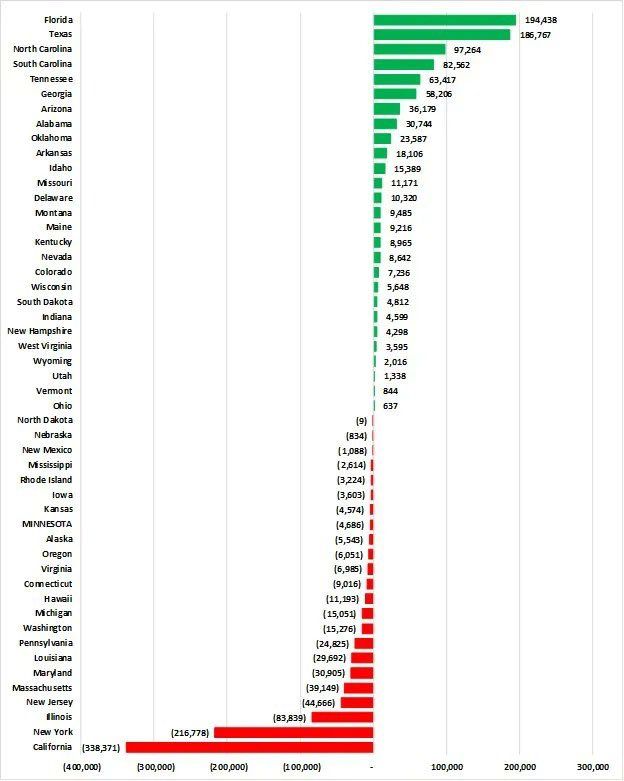 Florida 194,438
Texas 186,767
North Carolina 97,264
South Carolina 82,562
Tennessee 63,417
Georgia 58,206
Arizona 36,179
Alabama 30,744
Oklahoma 23,587
Arkansas 18,106
Idaho 15,389
Missouri 11,171
Delaware 10,320
Montana 9,485
Maine 9,216
Kentucky 8,965
Nevada 8,642
Colorado 7,236
Wisconsin 5,648
South Dakota 4,812
Indiana 4,599
New Hampshire 4,298
West Virginia 3,595
Wyoming 2,016
Utah 1,338
Vermont 844
Ohio 637
North Dakota (9)
Nebraska (834)
New Mexico (1,088)
Mississippi (2,614)
Rhode Island (3,224)
Iowa (3,603)
Kansas (4,574)
MINNESOTA (4,686)
Alaska (5,543)
Oregon (6,051)
Virginia (6,985)
Connecticut (9,016)
Hawaii (11,193)
Michigan (15,051)
Washington (15,276)
Pennsylvania (24,825)
Louisiana (29,692)
Maryland (30,905)
Massachusetts (39,149)
New Jersey (44,666)
Illinois (83,839)
New York (216,778)
California (338,371)
(400,000) (300,000) (200,000) (100,000) - 100,000 200,000 300,000